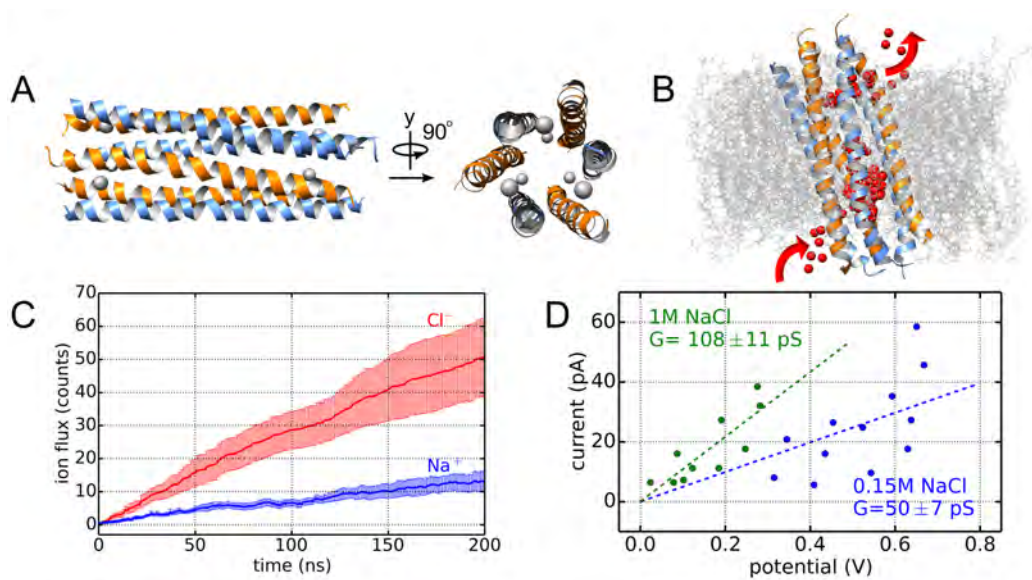 A
y
90°
B
C
ion flux (counts)
70
60
50
40
30
20
10
0
Cl⁻
Na⁺
0
50
100
150
200
time (ns)
D
current (pA)
60
40
20
0
1M NaCl
G= 108 ±11 pS
0.15M NaCl
G=50 ±7 pS
0.0
0.2
0.4
0.6
0.8
potential (V)